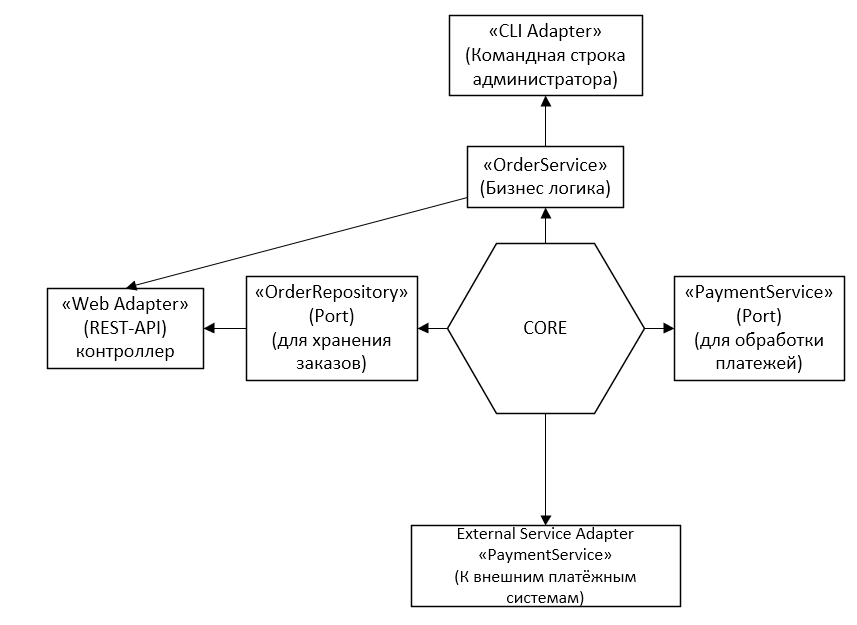 «CLI Adapter»
(Командная строка
администратора)
«OrderService»
(Бизнес логика)
«Web Adapter»
(REST-API)
контроллер
«OrderRepository»
(Port)
(для хранения
заказов)
CORE
«PaymentService»
(Port)
(для обработки
платежей)
External Service Adapter
«PaymentService»
(К внешним платёжным
системам)